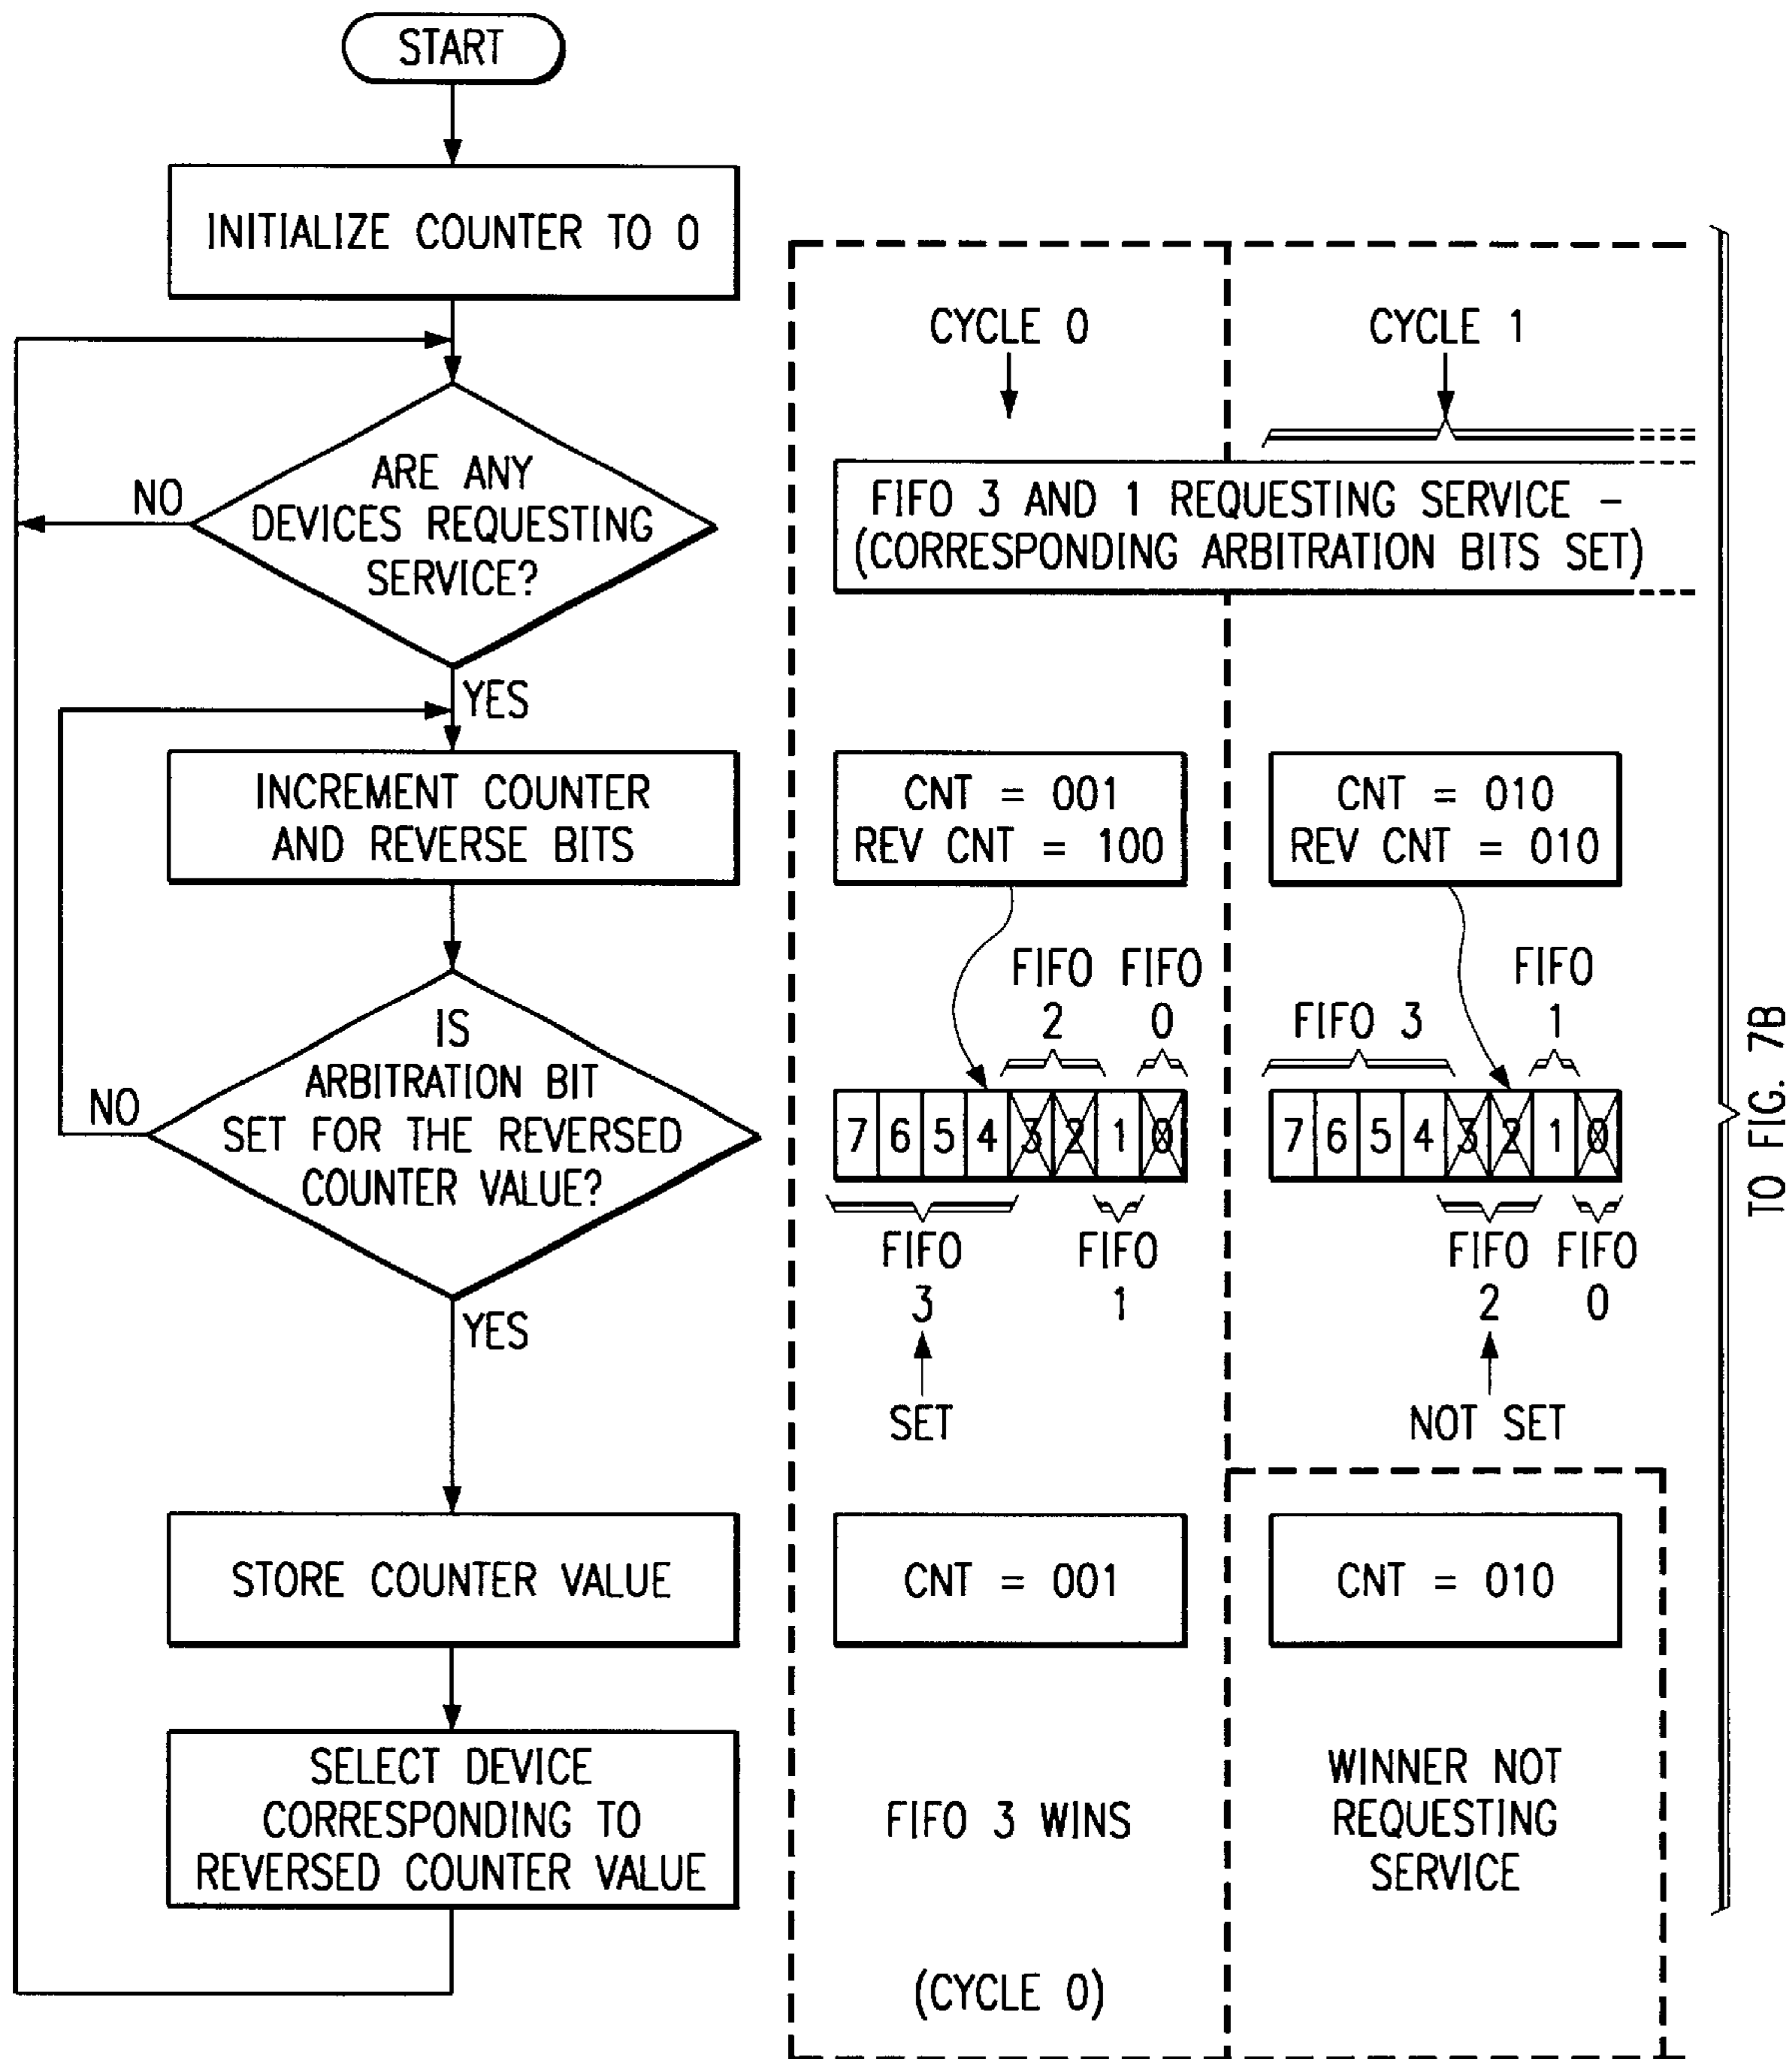 START
INITIALIZE COUNTER TO 0
ARE ANY
DEVICES REQUESTING
SERVICE?
NO
YES
INCREMENT COUNTER
AND REVERSE BITS
IS
ARBITRATION BIT
SET FOR THE REVERSED
COUNTER VALUE?
NO
YES
STORE COUNTER VALUE
SELECT DEVICE
CORRESPONDING TO
REVERSED COUNTER VALUE
CYCLE 0
CYCLE 1
FIFO 3 AND 1 REQUESTING SERVICE –
(CORRESPONDING ARBITRATION BITS SET)
CNT = 001
REV CNT = 100
FIFO
2
FIFO
0
7 6 5 4 3 2 1 0
FIFO
3
FIFO
1
SET
CNT = 001
FIFO 3 WINS
(CYCLE 0)
CNT = 010
REV CNT = 010
FIFO 3
FIFO
1
7 6 5 4 3 2 1 0
FIFO
2
FIFO
0
NOT SET
CNT = 010
WINNER NOT
REQUESTING
SERVICE
TO FIG. 7B